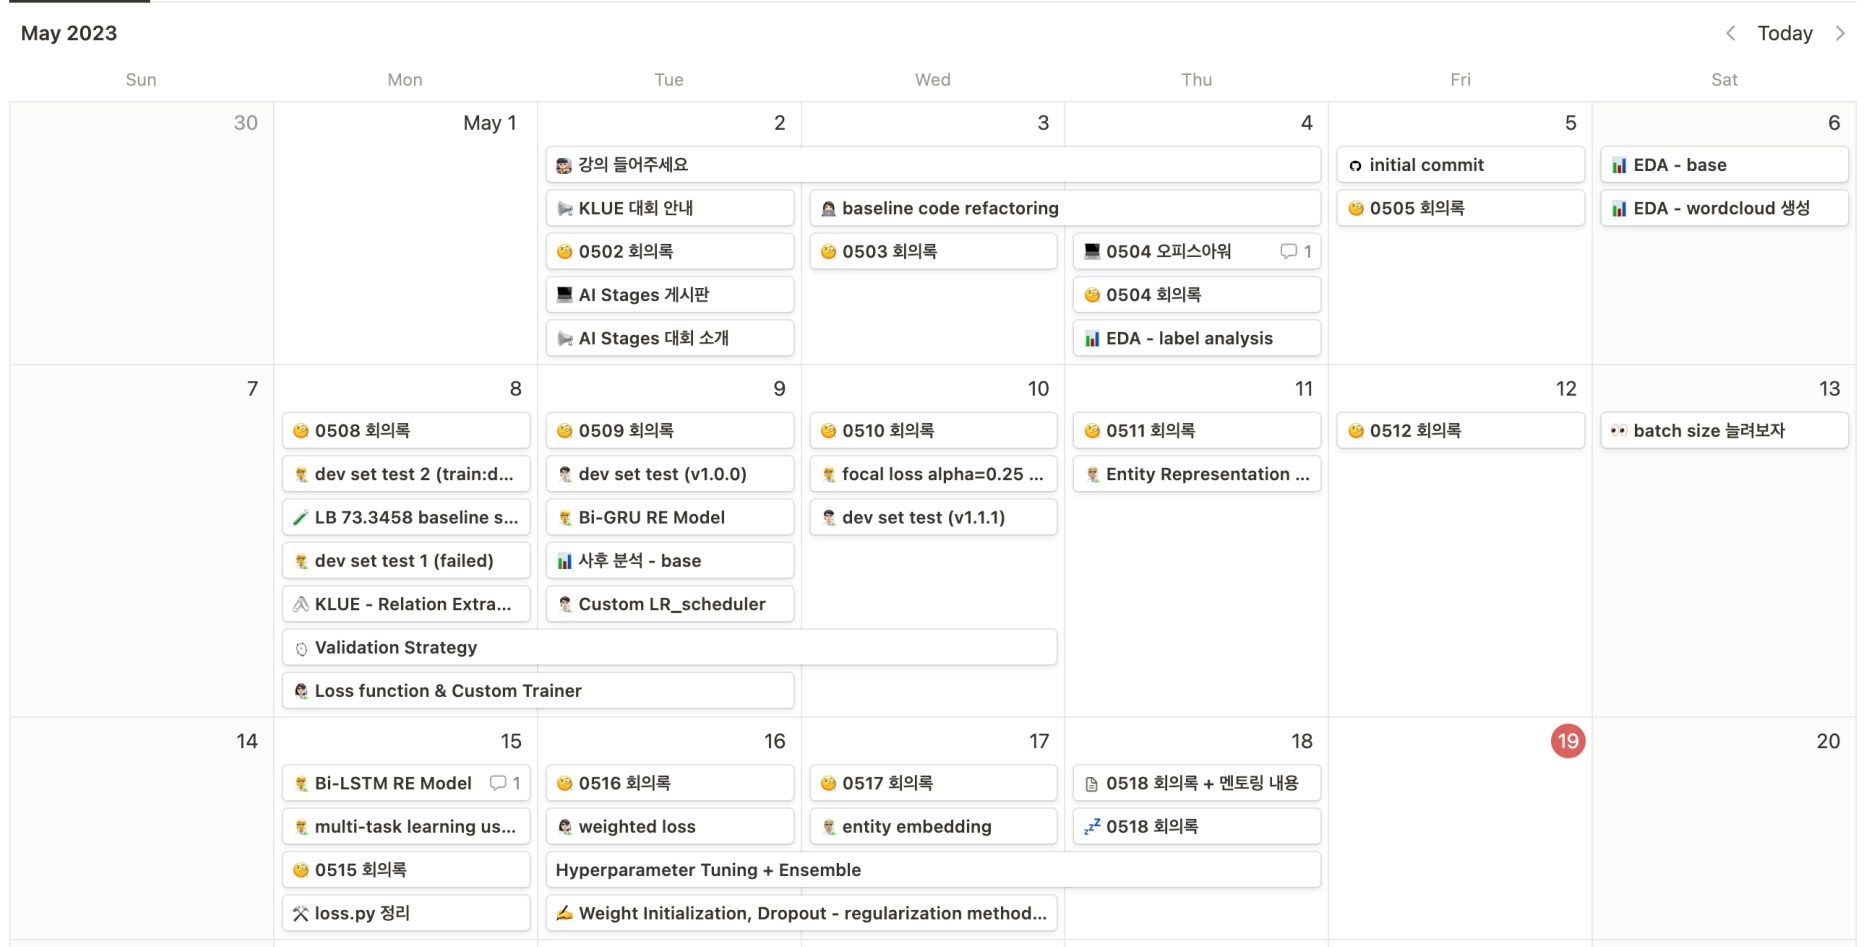 May 2023
Today
Sun Mon Tue Wed Thu Fri Sat
30 May 1 2 3 4 5 6
강의 들어주세요
initial commit
EDA - base
KLUE 대회 안내
baseline code refactoring
0505 회의록
EDA - wordcloud 생성
0502 회의록
0503 회의록
0504 오피스아워 1
AI Stages 게시판
0504 회의록
AI Stages 대회 소개
EDA - label analysis
7 8 9 10 11 12 13
0508 회의록
0509 회의록
0510 회의록
0511 회의록
0512 회의록
batch size 늘려보자
dev set test 2 (train:d...
dev set test (v1.0.0)
focal loss alpha=0.25 ...
Entity Representation ...
LB 73.3458 baseline s...
Bi-GRU RE Model
dev set test (v1.1.1)
dev set test 1 (failed)
사후 분석 - base
KLUE - Relation Extra...
Custom LR_scheduler
Validation Strategy
Loss function & Custom Trainer
14 15 16 17 18 19 20
Bi-LSTM RE Model 1
0516 회의록
0517 회의록
0518 회의록 + 멘토링 내용
multi-task learning us...
weighted loss
entity embedding
0518 회의록
0515 회의록
Hyperparameter Tuning + Ensemble
loss.py 정리
Weight Initialization, Dropout - regularization method...